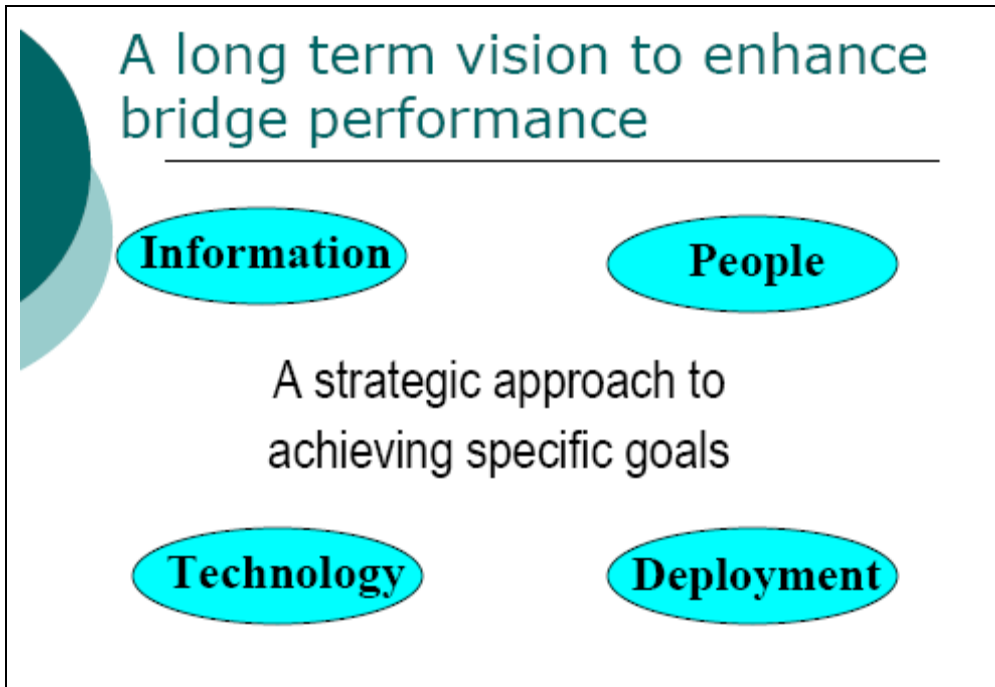 A long term vision to enhance
bridge performance
Information
People
A strategic approach to
achieving specific goals
Technology
Deployment